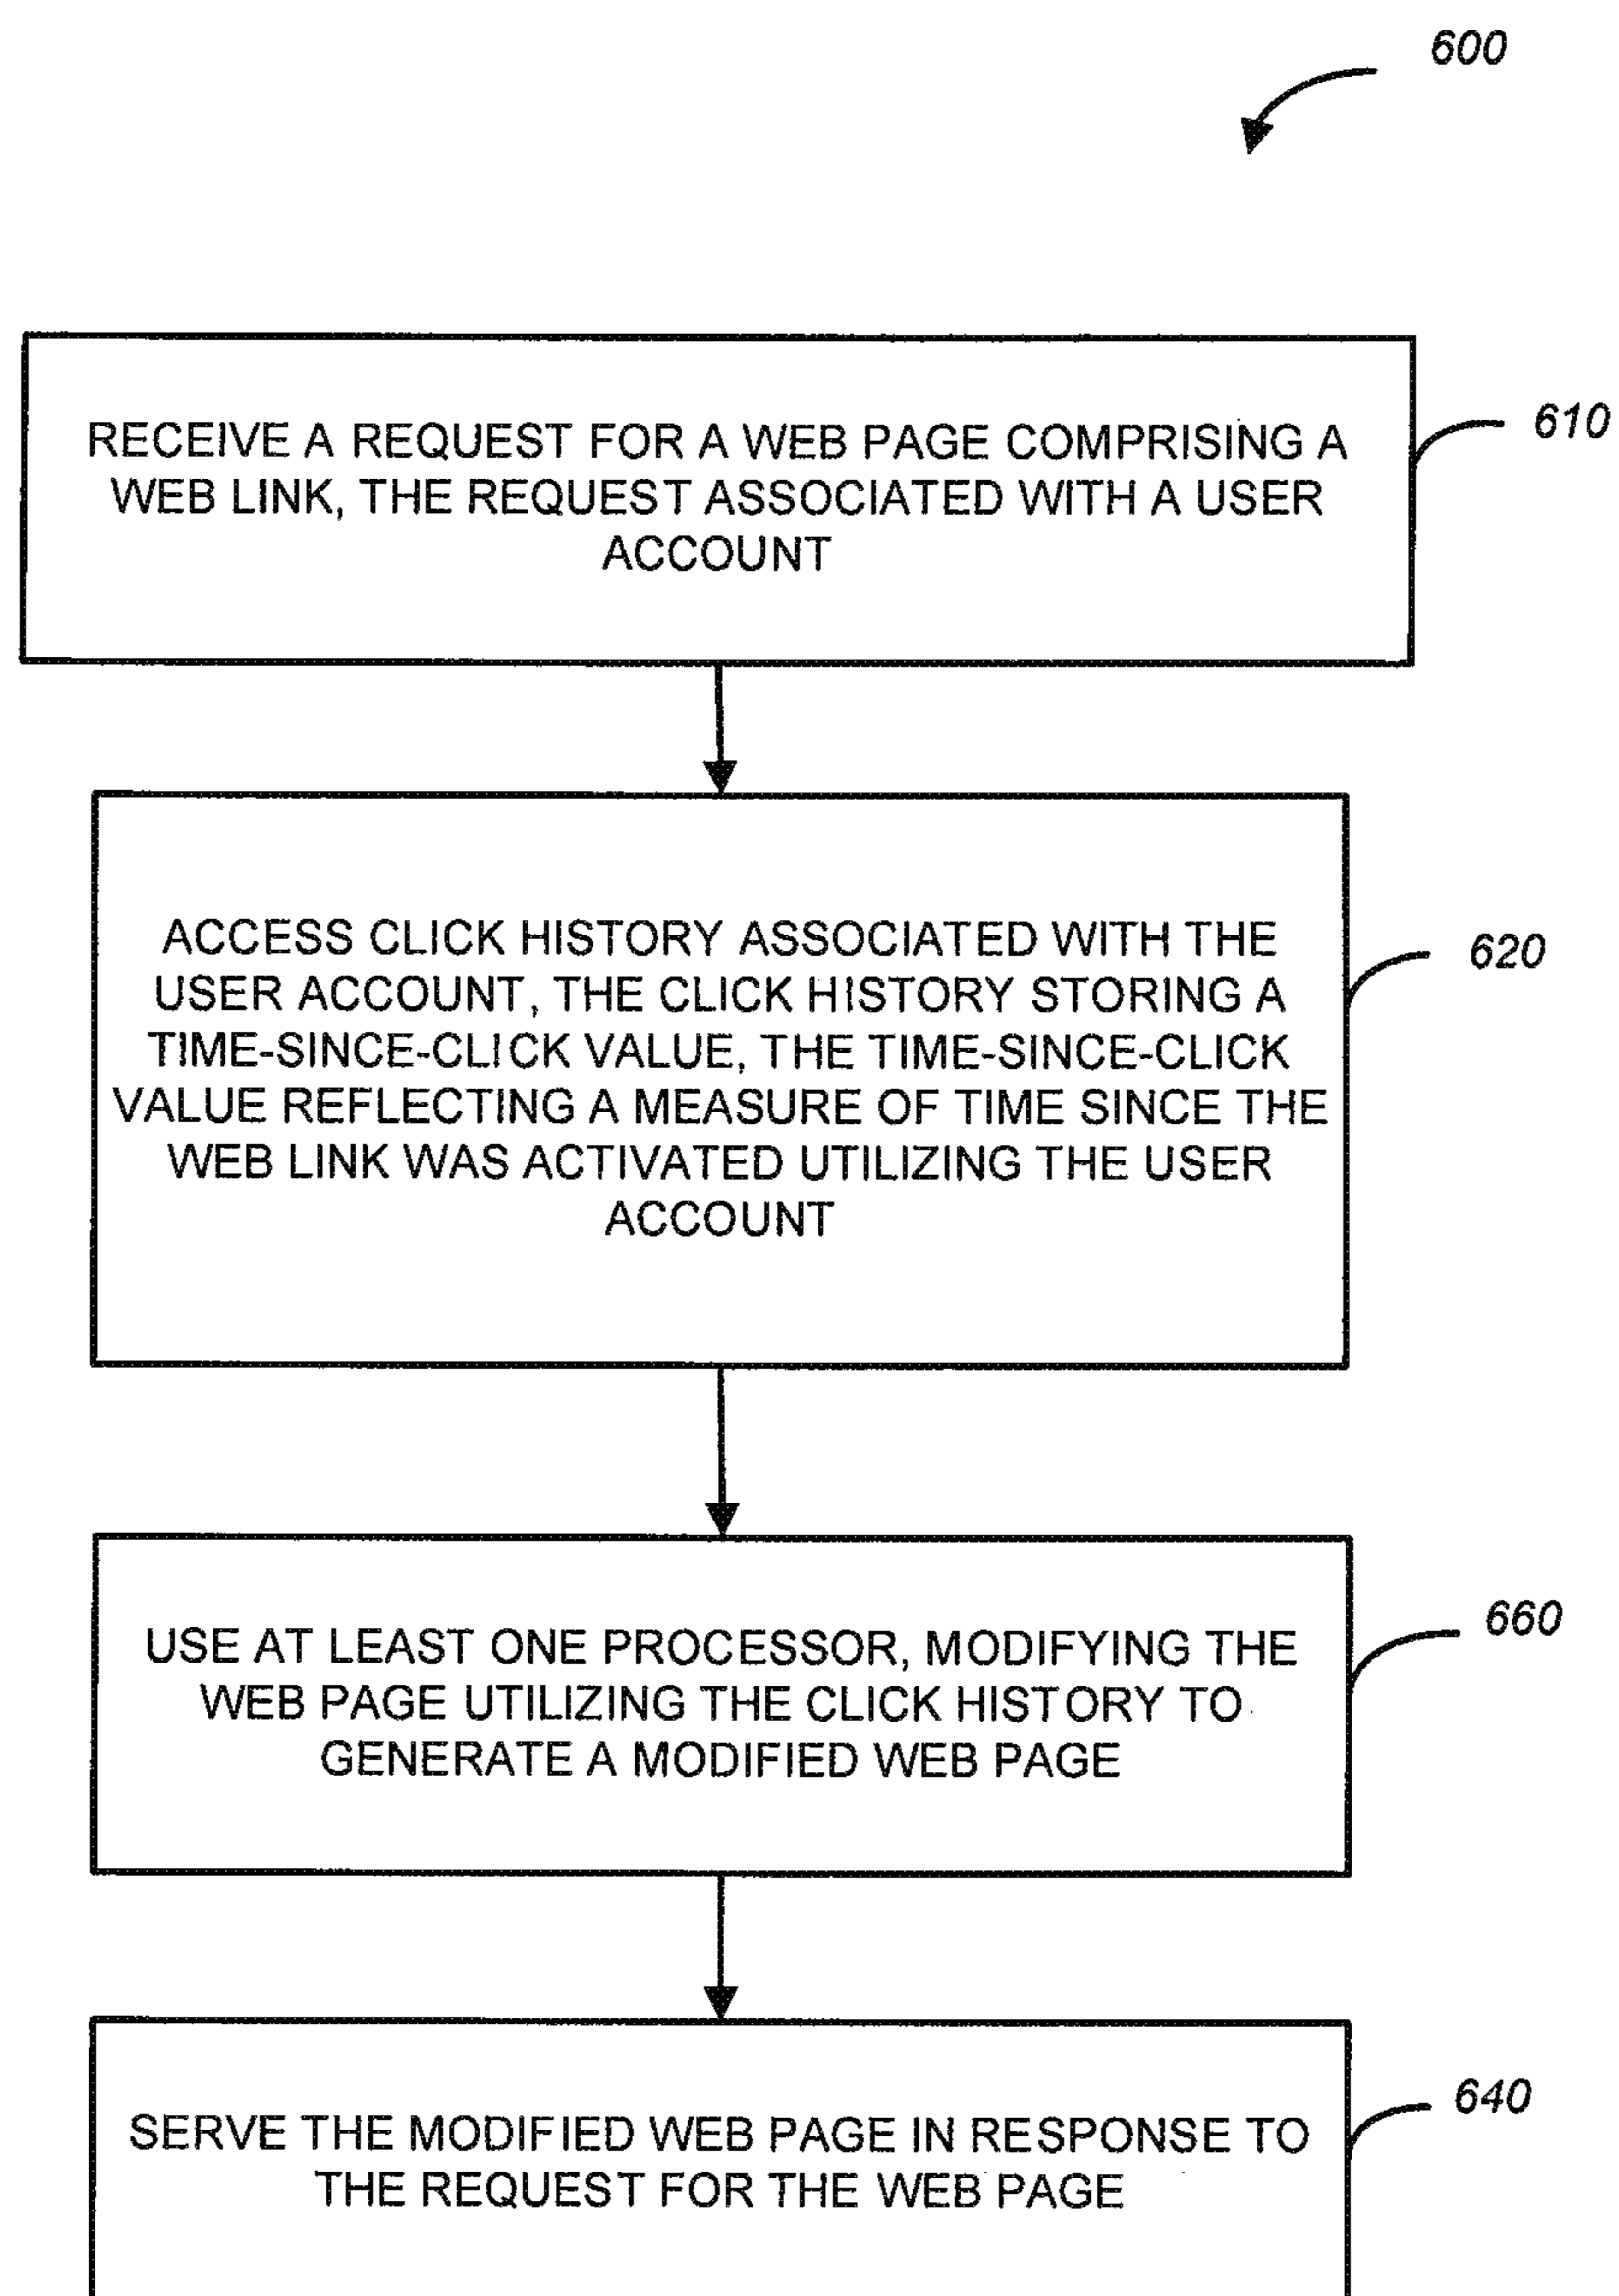 600
RECEIVE A REQUEST FOR A WEB PAGE COMPRISING A
WEB LINK, THE REQUEST ASSOCIATED WITH A USER
ACCOUNT
610
ACCESS CLICK HISTORY ASSOCIATED WITH THE
USER ACCOUNT, THE CLICK HISTORY STORING A
TIME-SINCE-CLICK VALUE, THE TIME-SINCE-CLICK
VALUE REFLECTING A MEASURE OF TIME SINCE THE
WEB LINK WAS ACTIVATED UTILIZING THE USER
ACCOUNT
620
USE AT LEAST ONE PROCESSOR, MODIFYING THE
WEB PAGE UTILIZING THE CLICK HISTORY TO
GENERATE A MODIFIED WEB PAGE
660
SERVE THE MODIFIED WEB PAGE IN RESPONSE TO
THE REQUEST FOR THE WEB PAGE
640